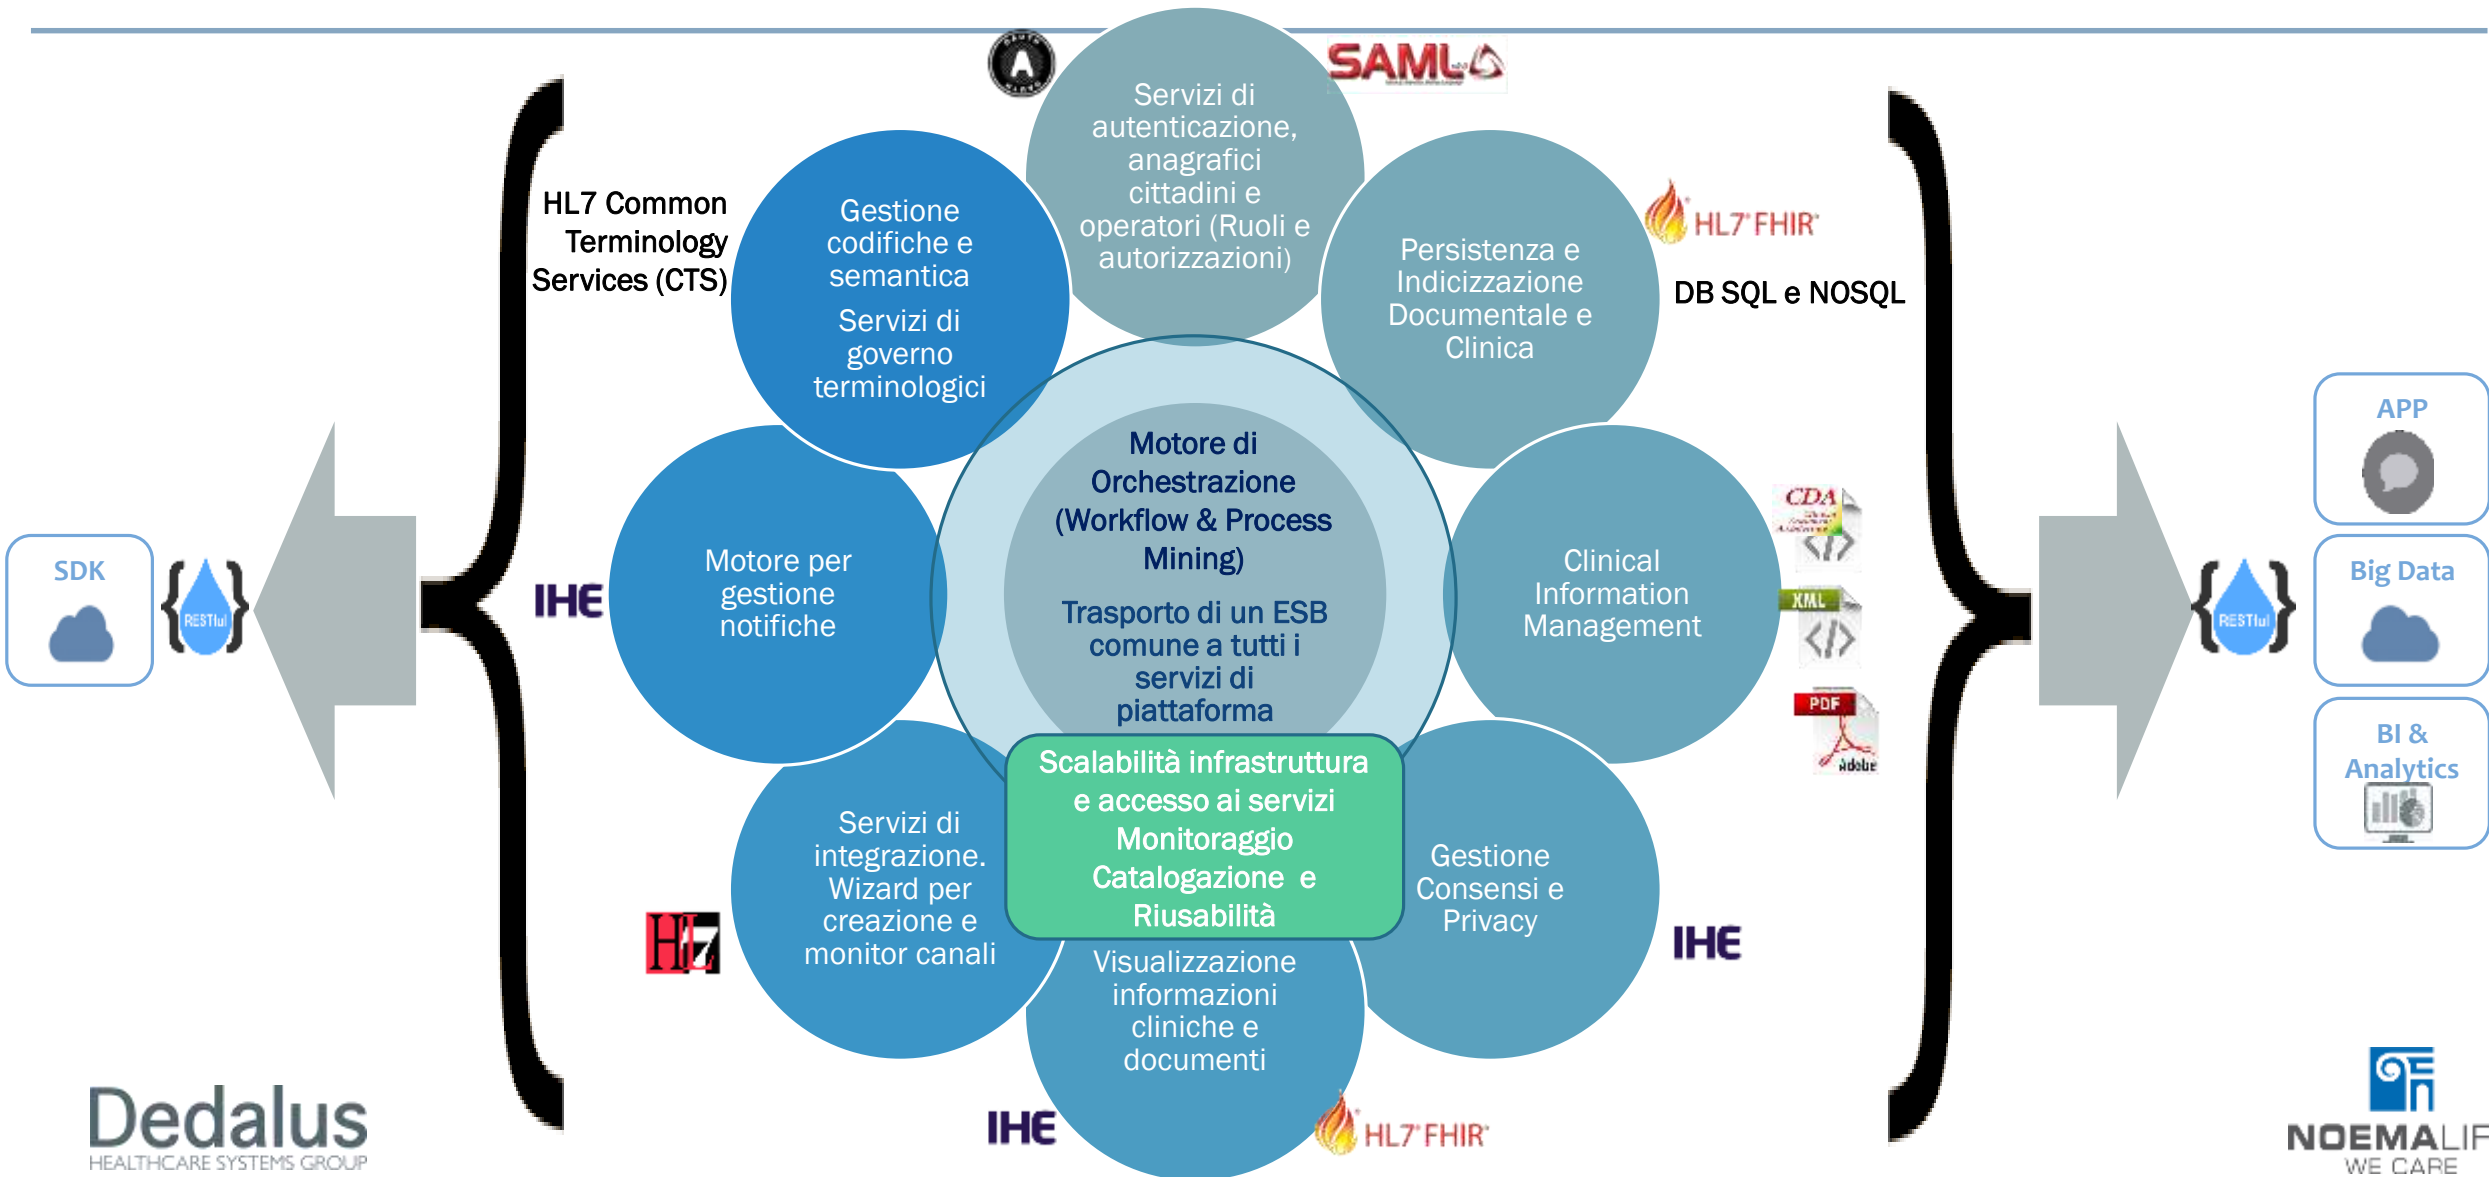 A
SAML
Servizi di
autenticazione,
anagrafici
cittadini e
operatori (Ruoli e
autorizzazioni)
HL7 Common
Terminology
Services (CTS)
Gestione
codifiche e
semantica
Servizi di
governo
terminologici
Persistenza e
Indicizzazione
Documentale e
Clinica
HL7 FHIR
DB SQL e NOSQL
Motore di
Orchestrazione
(Workflow & Process
Mining)
Trasporto di un ESB
comune a tutti i
servizi di
piattaforma
SDK
{RESTful}
IHE
Motore per
gestione
notifiche
Clinical
Information
Management
CDA
</>
XML
</>
PDF
Adobe
{RESTful}
APP
Big Data
BI &
Analytics
Scalabilità infrastruttura
e accesso ai servizi
Monitoraggio
Catalogazione e
Riusabilità
Servizi di
integrazione.
Wizard per
creazione e
monitor canali
HL7
Gestione
Consensi e
Privacy
IHE
Visualizzazione
informazioni
cliniche e
documenti
IHE
HL7 FHIR
Dedalus
HEALTHCARE SYSTEMS GROUP
NOEMALIF
WE CARE